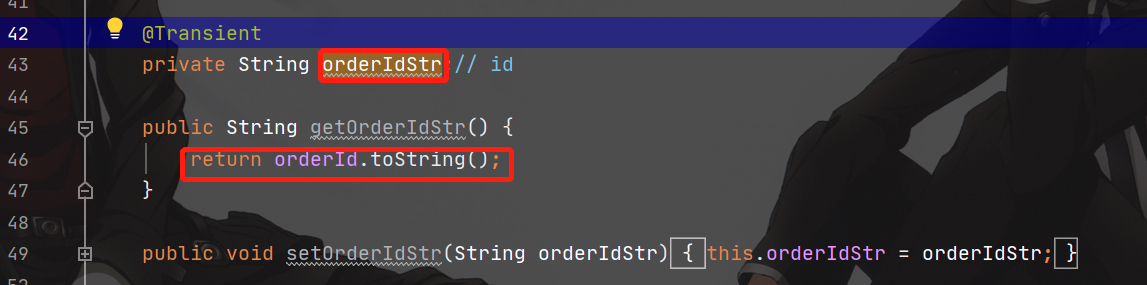 41
42 @Transient
43 private String orderIdStr;// id
44
45 public String getOrderIdStr() {
46 return orderId.toString();
47 }
48
49 public void setOrderIdStr(String orderIdStr) { this.orderIdStr = orderIdStr; }
52